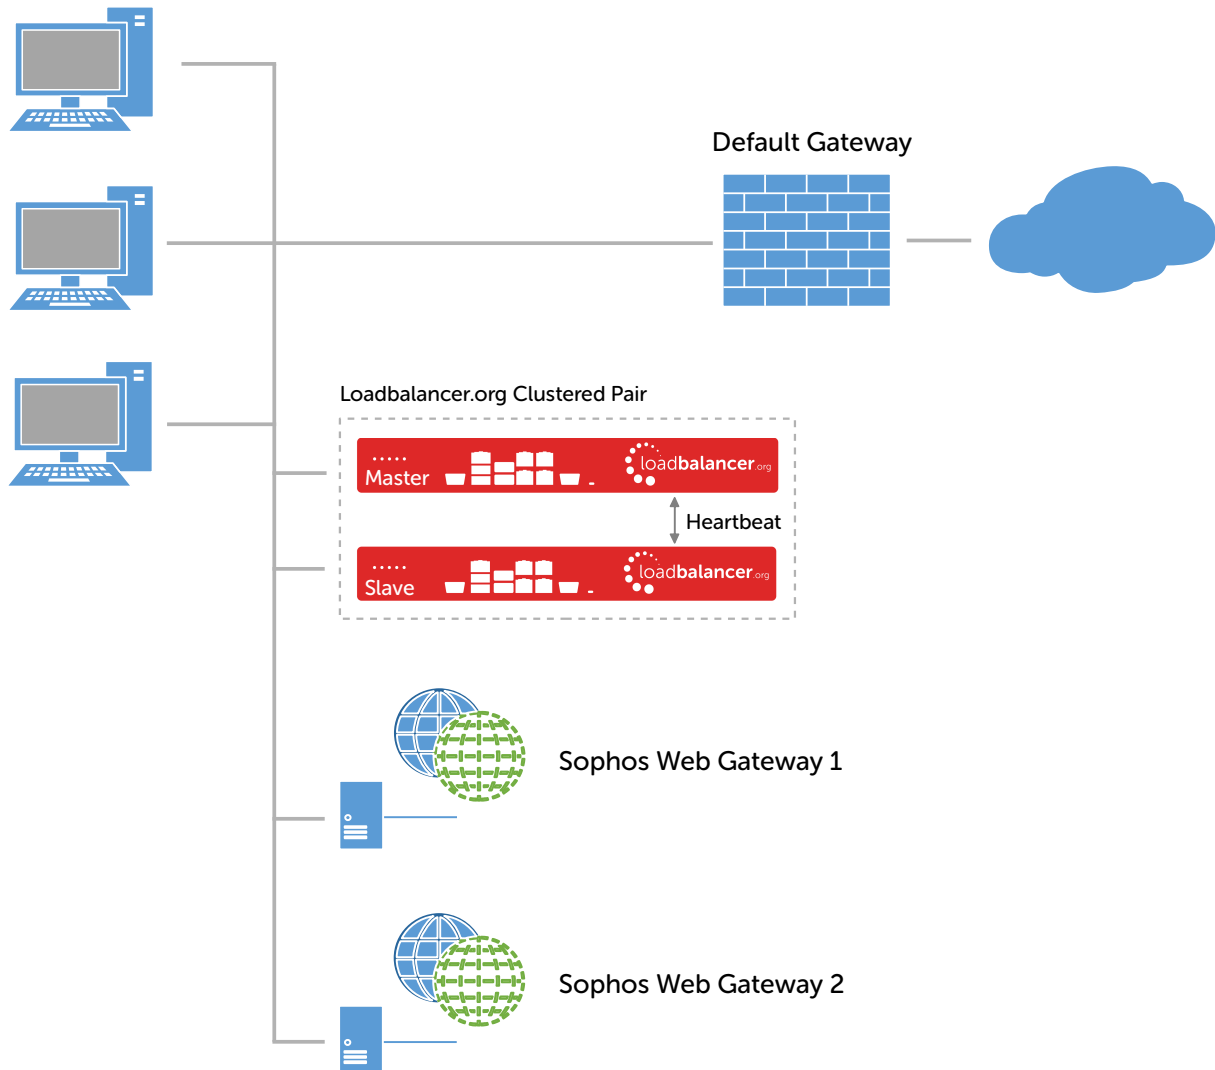 Default Gateway
Loadbalancer.org Clustered Pair
Master
loadbalancer.org
Heartbeat
Slave
loadbalancer.org
Sophos Web Gateway 1
Sophos Web Gateway 2